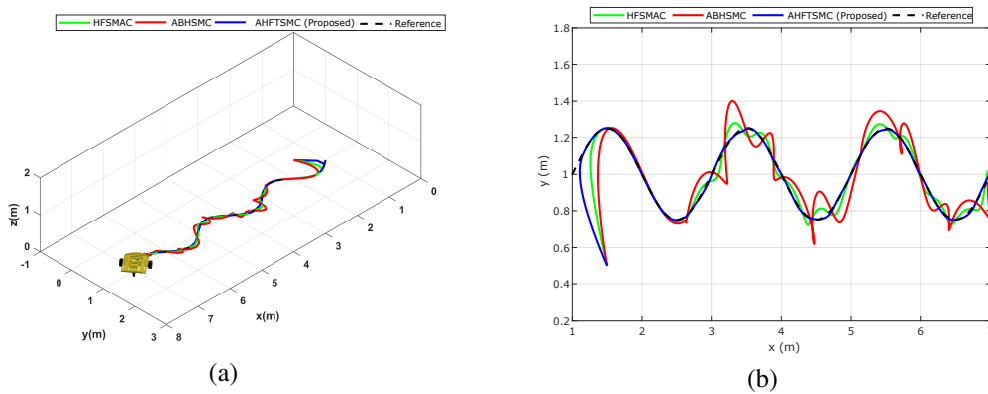 HFSMAC ABHSMC AHFTSMC (Proposed) Reference
2
1
0
z(m)
-1
0
1
2
3
y(m)
8
7
6
5
4
3
2
1
0
x(m)
(a)
HFSMAC ABHSMC AHFTSMC (Proposed) Reference
1.8
1.6
1.4
1.2
1
0.8
0.6
0.4
0.2
y (m)
1 2 3 4 5 6 7
x (m)
(b)